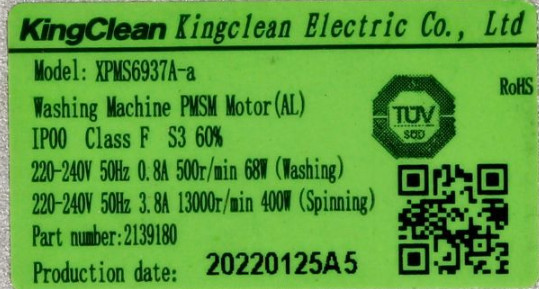 KingClean Kingclean Electric Co., Ltd
Model: XPMS6937A-a
RoHS
Washing Machine PMSM Motor(AL)
TÜV
SÜD
IP00 Class F S3 60%
220-240V 50Hz 0.8A 500r/min 68W (Washing)
220-240V 50Hz 3.8A 13000r/min 400W (Spinning)
Part number:2139180
Production date: 20220125A5